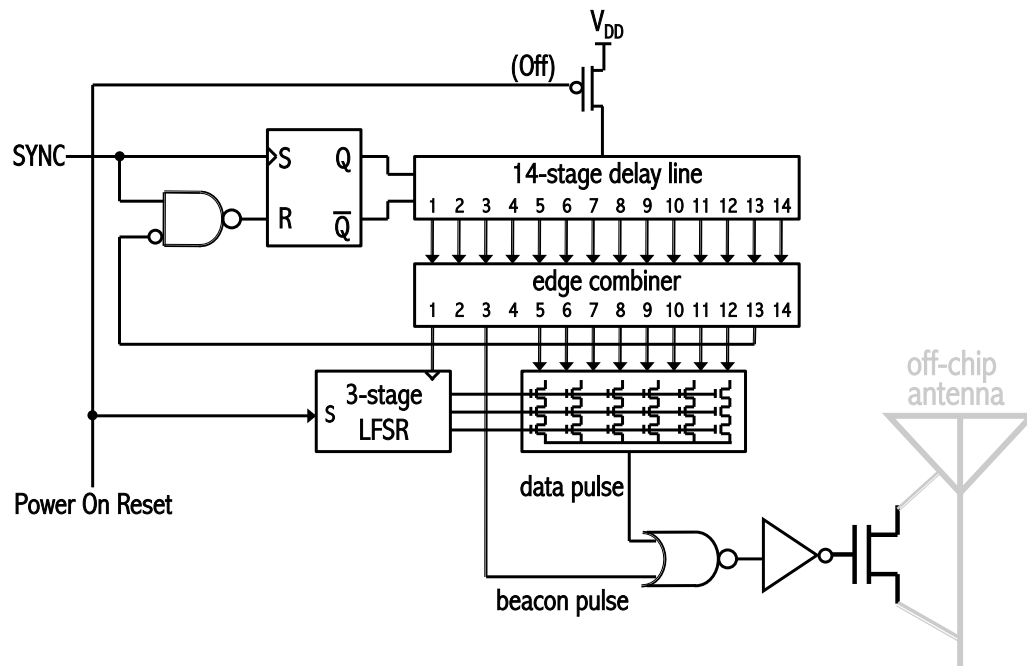 V_DD
(Off)
SYNC
S Q
R Q̅
14-stage delay line
1 2 3 4 5 6 7 8 9 10 11 12 13 14
edge combiner
1 2 3 4 5 6 7 8 9 10 11 12 13 14
off-chip
antenna
S
3-stage
LFSR
Power On Reset
data pulse
beacon pulse